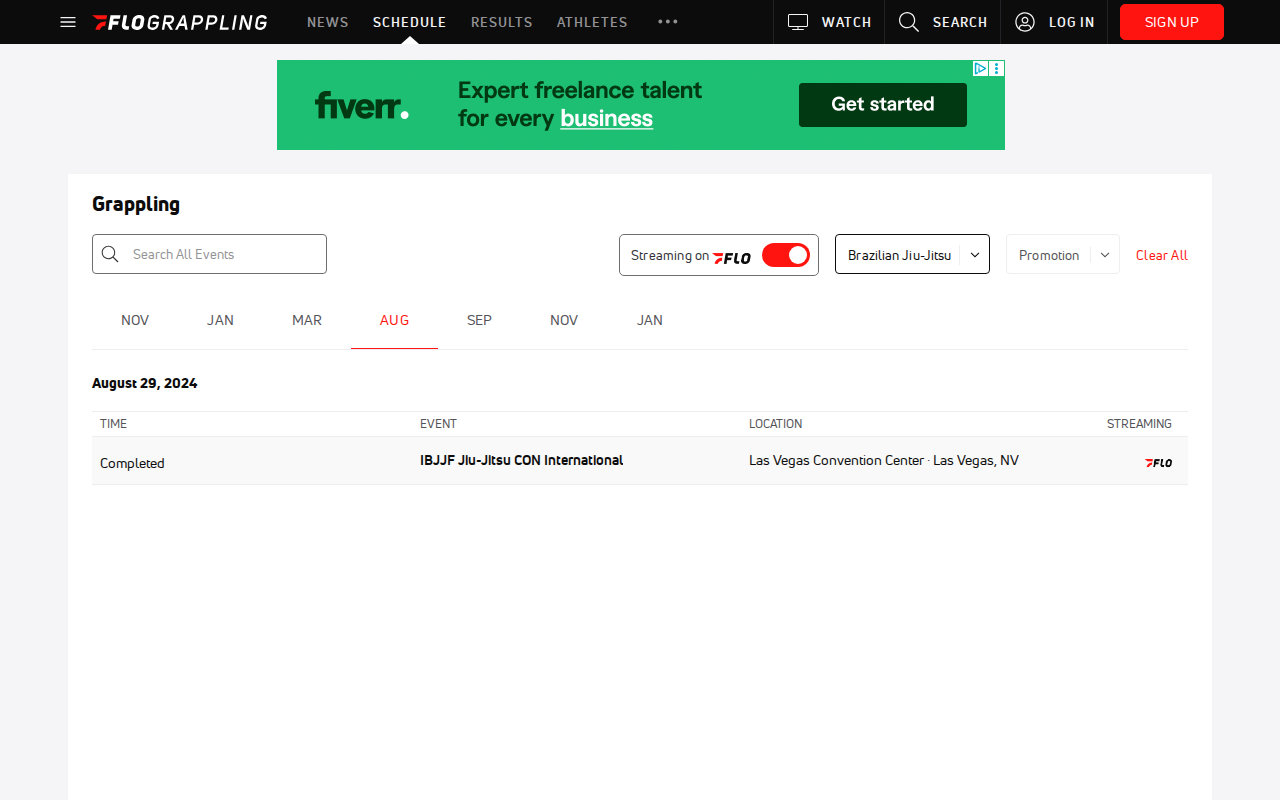 FLOGRAPPLING NEWS SCHEDULE RESULTS ATHLETES WATCH SEARCH LOG IN SIGN UP
fiverr. Expert freelance talent for every business Get started
Grappling
Search All Events Streaming on FLO Brazilian Jiu-Jitsu Promotion Clear All
NOV JAN MAR AUG SEP NOV JAN
August 29, 2024
TIME EVENT LOCATION STREAMING
Completed IBJJF Jiu-Jitsu CON International Las Vegas Convention Center · Las Vegas, NV FLO